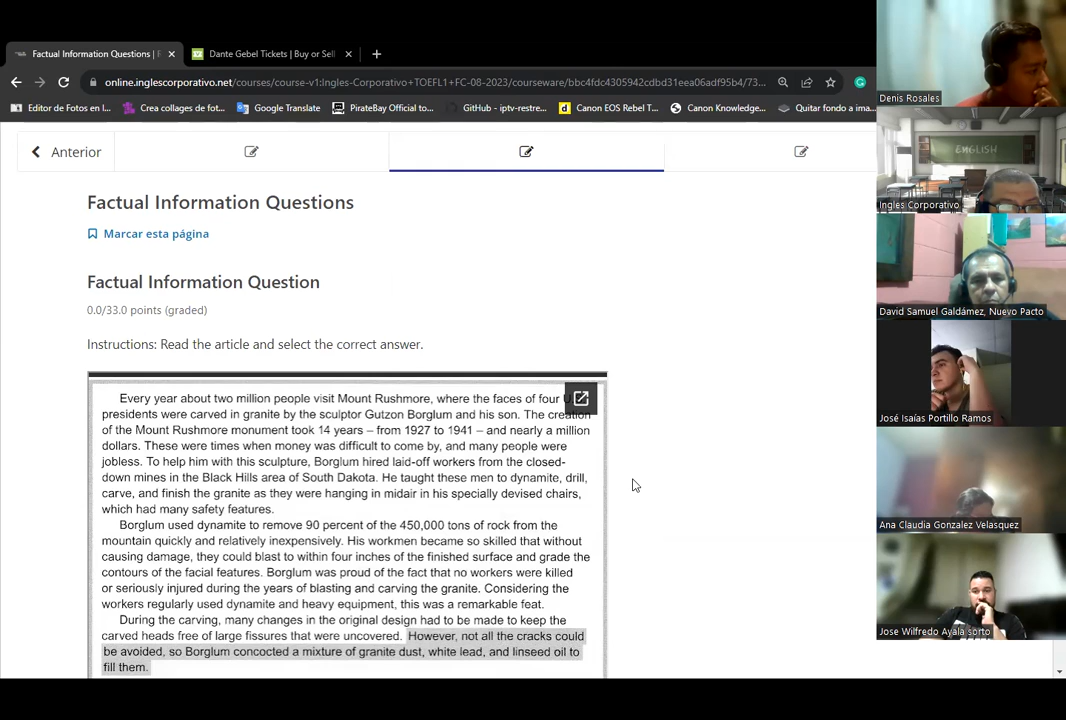 Factual Information Questions |
Dante Gebel Tickets | Buy or Sel
online.inglescorporativo.net/courses/course-v1:Ingles-Corporativo+TOEFL1+FC-08-2023/courseware/bbc4fdc4305942cdbd31eea06adf95b4/73...
Editor de Fotos en l...
Crea collages de fot...
Google Translate
PirateBay Official to...
GitHub - iptv-restre...
Canon EOS Rebel T...
Canon Knowledge...
Quitar fondo a ima...
Anterior
Factual Information Questions
Marcar esta página
Factual Information Question
0.0/33.0 points (graded)
Instructions: Read the article and select the correct answer.
Every year about two million people visit Mount Rushmore, where the faces of four
presidents were carved in granite by the sculptor Gutzon Borglum and his son. The creation
of the Mount Rushmore monument took 14 years – from 1927 to 1941 – and nearly a million
dollars. These were times when money was difficult to come by, and many people were
jobless. To help him with this sculpture, Borglum hired laid-off workers from the closed-
down mines in the Black Hills area of South Dakota. He taught these men to dynamite, drill,
carve, and finish the granite as they were hanging in midair in his specially devised chairs,
which had many safety features.
Borglum used dynamite to remove 90 percent of the 450,000 tons of rock from the
mountain quickly and relatively inexpensively. His workmen became so skilled that without
causing damage, they could blast to within four inches of the finished surface and grade the
contours of the facial features. Borglum was proud of the fact that no workers were killed
or seriously injured during the years of blasting and carving the granite. Considering the
workers regularly used dynamite and heavy equipment, this was a remarkable feat.
During the carving, many changes in the original design had to be made to keep the
carved heads free of large fissures that were uncovered. However, not all the cracks could
be avoided, so Borglum concocted a mixture of granite dust, white lead, and linseed oil to
fill them.
Denis Rosales
ENGLISH
Ingles Corporativo
David Samuel Galdámez, Nuevo Pacto
José Isaías Portillo Ramos
Ana Claudia Gonzalez Velasquez
Jose Wilfredo Ayala sorto